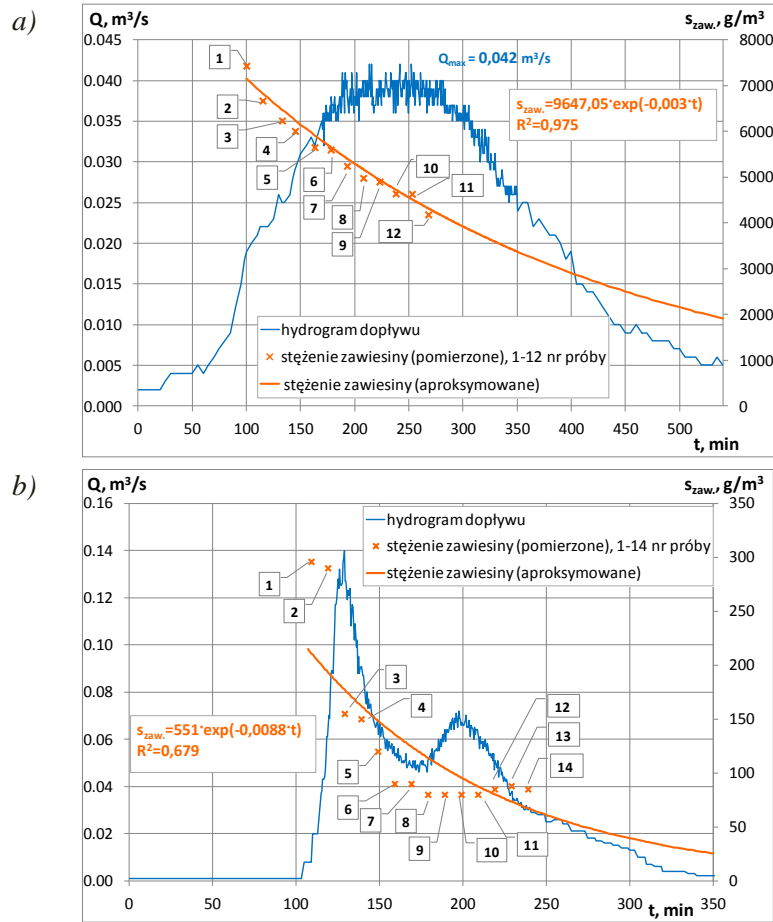 a)
Q, m³/s
s_zaw., g/m³
0.045
0.040
0.035
0.030
0.025
0.020
0.015
0.010
0.005
0.000
8000
7000
6000
5000
4000
3000
2000
1000
0
Q_max = 0,042 m³/s
s_zaw.=9647,05·exp(-0,003·t)
R²=0,975
1
2
3
4
5
6
7
8
9
10
11
12
hydrogram dopływu
stężenie zawiesiny (pomierzone), 1-12 nr próby
stężenie zawiesiny (aproksymowane)
0 50 100 150 200 250 300 350 400 450 500
t, min
b)
Q, m³/s
s_zaw., g/m³
0.16
0.14
0.12
0.10
0.08
0.06
0.04
0.02
0.00
350
300
250
200
150
100
50
0
hydrogram dopływu
stężenie zawiesiny (pomierzone), 1-14 nr próby
stężenie zawiesiny (aproksymowane)
s_zaw.=551·exp(-0,0088·t)
R²=0,679
1
2
3
4
5
6
7
8
9
10
11
12
13
14
0 50 100 150 200 250 300 350
t, min